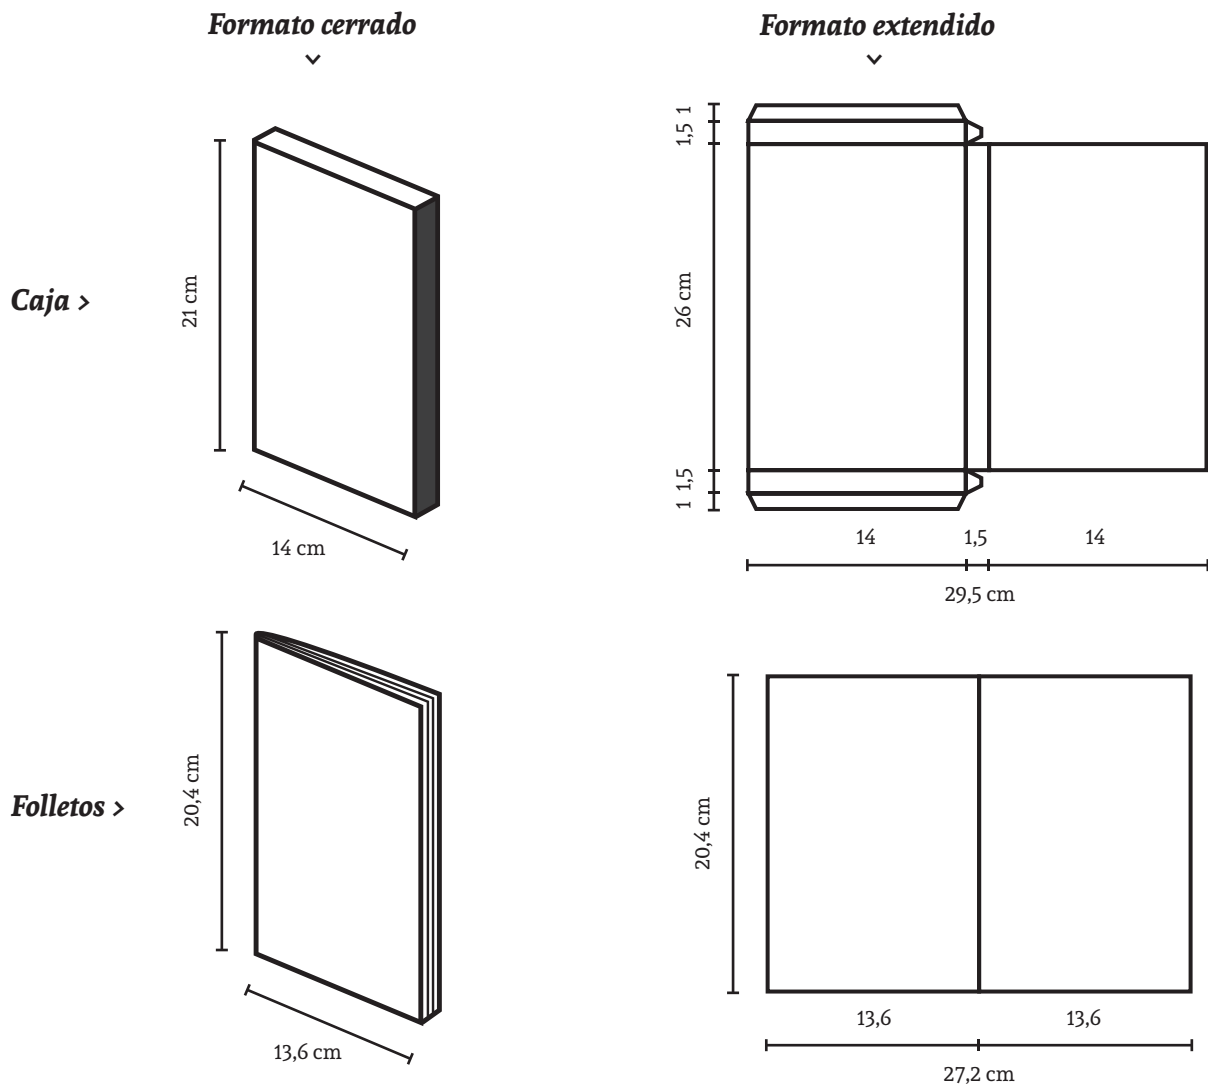 Formato cerrado
Formato extendido
Caja >
21 cm
14 cm
1,5 1
26 cm
1 1,5
14 1,5 14
29,5 cm
Folletos >
20,4 cm
13,6 cm
20,4 cm
13,6 13,6
27,2 cm